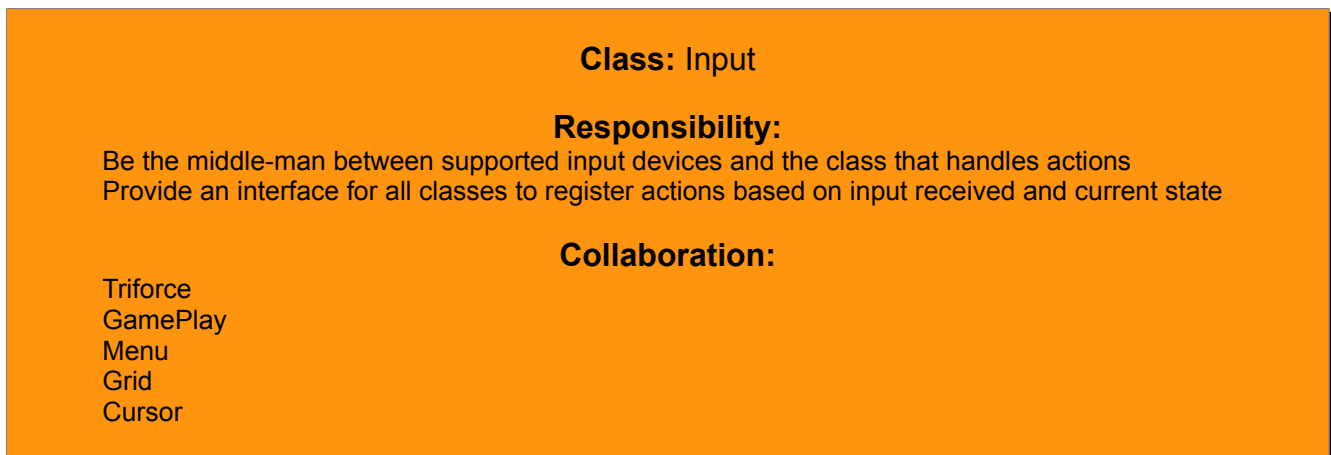 Class: Input
Responsibility:
Be the middle-man between supported input devices and the class that handles actions
Provide an interface for all classes to register actions based on input received and current state
Collaboration:
Triforce
GamePlay
Menu
Grid
Cursor